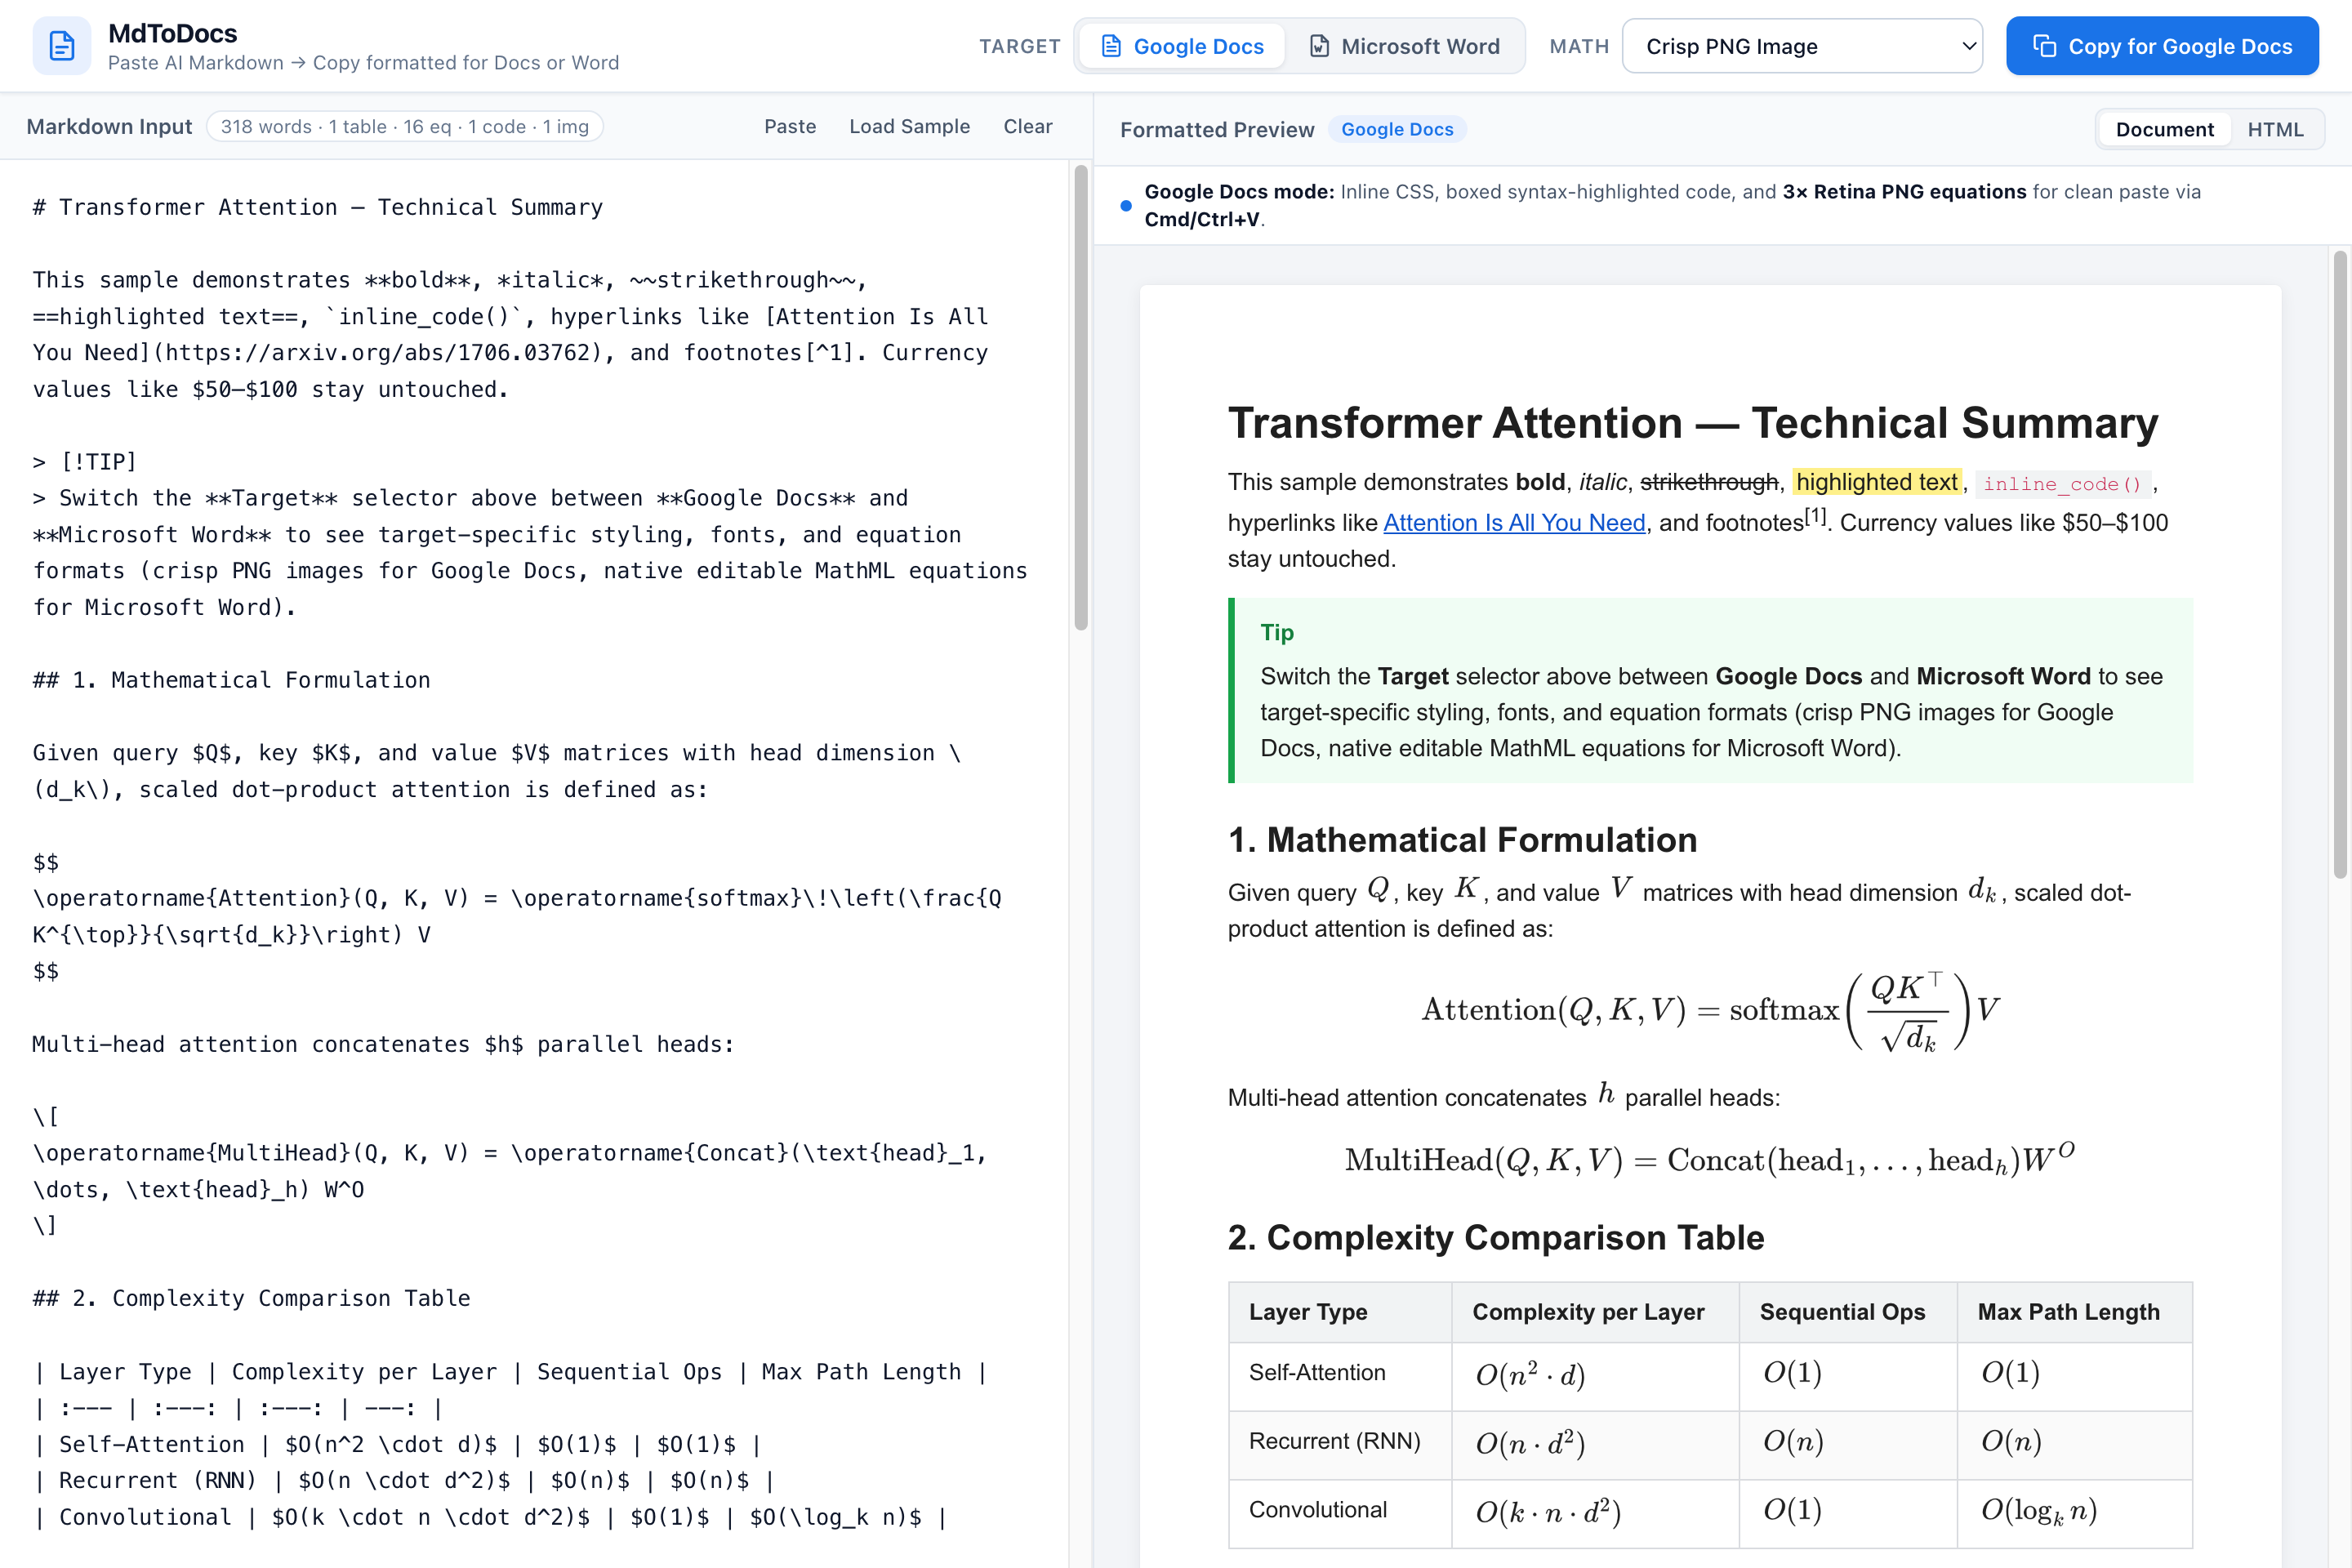 MdToDocs
Paste AI Markdown → Copy formatted for Docs or Word
TARGET
Google Docs
Microsoft Word
MATH
Crisp PNG Image
Copy for Google Docs
Markdown Input
318 words · 1 table · 16 eq · 1 code · 1 img
Paste
Load Sample
Clear
# Transformer Attention — Technical Summary
This sample demonstrates **bold**, *italic*, ~~strikethrough~~,
==highlighted text==, `inline_code()`, hyperlinks like [Attention Is All
You Need](https://arxiv.org/abs/1706.03762), and footnotes[^1]. Currency
values like $50–$100 stay untouched.
> [!TIP]
> Switch the **Target** selector above between **Google Docs** and
**Microsoft Word** to see target-specific styling, fonts, and equation
formats (crisp PNG images for Google Docs, native editable MathML equations
for Microsoft Word).
## 1. Mathematical Formulation
Given query $Q$, key $K$, and value $V$ matrices with head dimension \
(d_k\), scaled dot-product attention is defined as:
$$
\operatorname{Attention}(Q, K, V) = \operatorname{softmax}\!\left(\frac{Q
K^{\top}}{\sqrt{d_k}}\right) V
$$
Multi-head attention concatenates $h$ parallel heads:
\[
\operatorname{MultiHead}(Q, K, V) = \operatorname{Concat}(\text{head}_1,
\dots, \text{head}_h) W^O
\]
## 2. Complexity Comparison Table
| Layer Type | Complexity per Layer | Sequential Ops | Max Path Length |
| :--- | :---: | :---: | ---: |
| Self-Attention | $O(n^2 \cdot d)$ | $O(1)$ | $O(1)$ |
| Recurrent (RNN) | $O(n \cdot d^2)$ | $O(n)$ | $O(n)$ |
| Convolutional | $O(k \cdot n \cdot d^2)$ | $O(1)$ | $O(\log_k n)$ |
Formatted Preview
Google Docs
Document
HTML
Google Docs mode: Inline CSS, boxed syntax-highlighted code, and 3× Retina PNG equations for clean paste via
Cmd/Ctrl+V.
Transformer Attention — Technical Summary
This sample demonstrates bold, italic, strikethrough, highlighted text, inline_code(),
hyperlinks like Attention Is All You Need, and footnotes[1]. Currency values like $50–$100
stay untouched.
Tip
Switch the Target selector above between Google Docs and Microsoft Word to see
target-specific styling, fonts, and equation formats (crisp PNG images for Google
Docs, native editable MathML equations for Microsoft Word).
1. Mathematical Formulation
Given query Q, key K, and value V matrices with head dimension d_k, scaled dot-
product attention is defined as:
Attention(Q, K, V) = softmax(QK^⊤/√d_k)V
Multi-head attention concatenates h parallel heads:
MultiHead(Q, K, V) = Concat(head_1, …, head_h)W^O
2. Complexity Comparison Table
Layer Type Complexity per Layer Sequential Ops Max Path Length
Self-Attention O(n² · d) O(1) O(1)
Recurrent (RNN) O(n · d²) O(n) O(n)
Convolutional O(k · n · d²) O(1) O(log_k n)